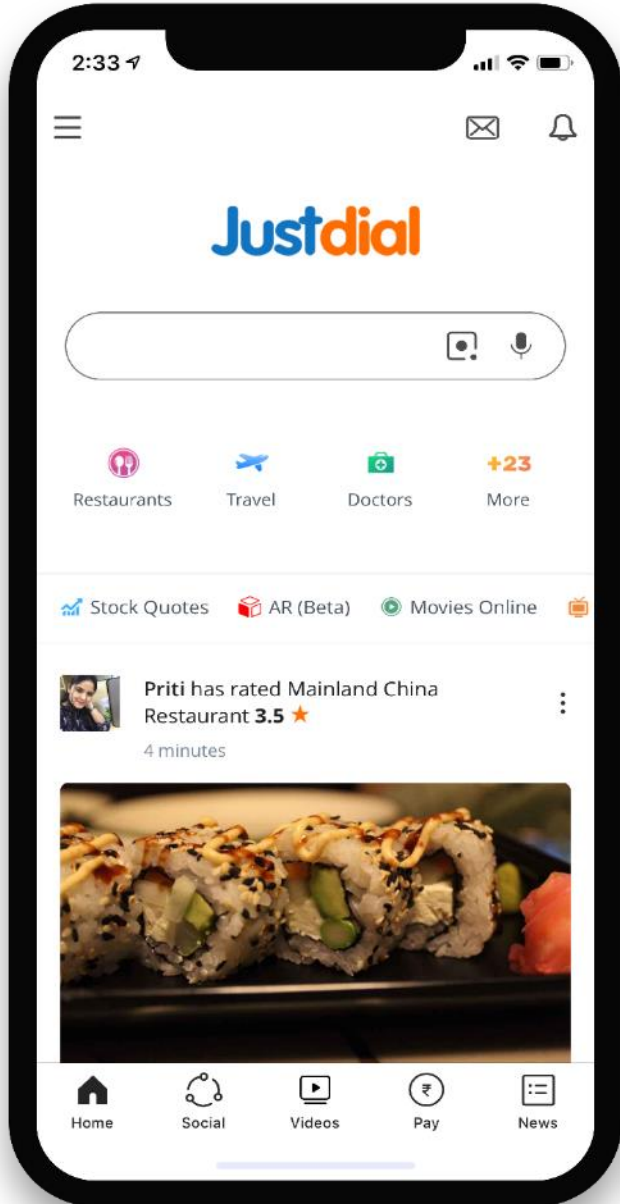 2:33
Justdial
Restaurants
Travel
Doctors
+23
More
Stock Quotes
AR (Beta)
Movies Online
Priti has rated Mainland China
Restaurant 3.5 ★
4 minutes
₹
Home
Social
Videos
Pay
News